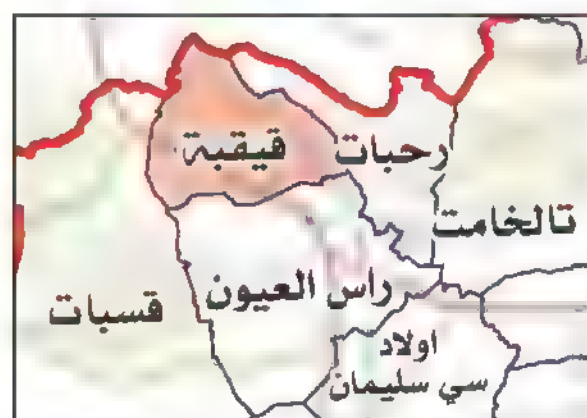 قيقبة
رحبات
تالخامت
راس العيون
قسبات
اولاد
سي سليمان